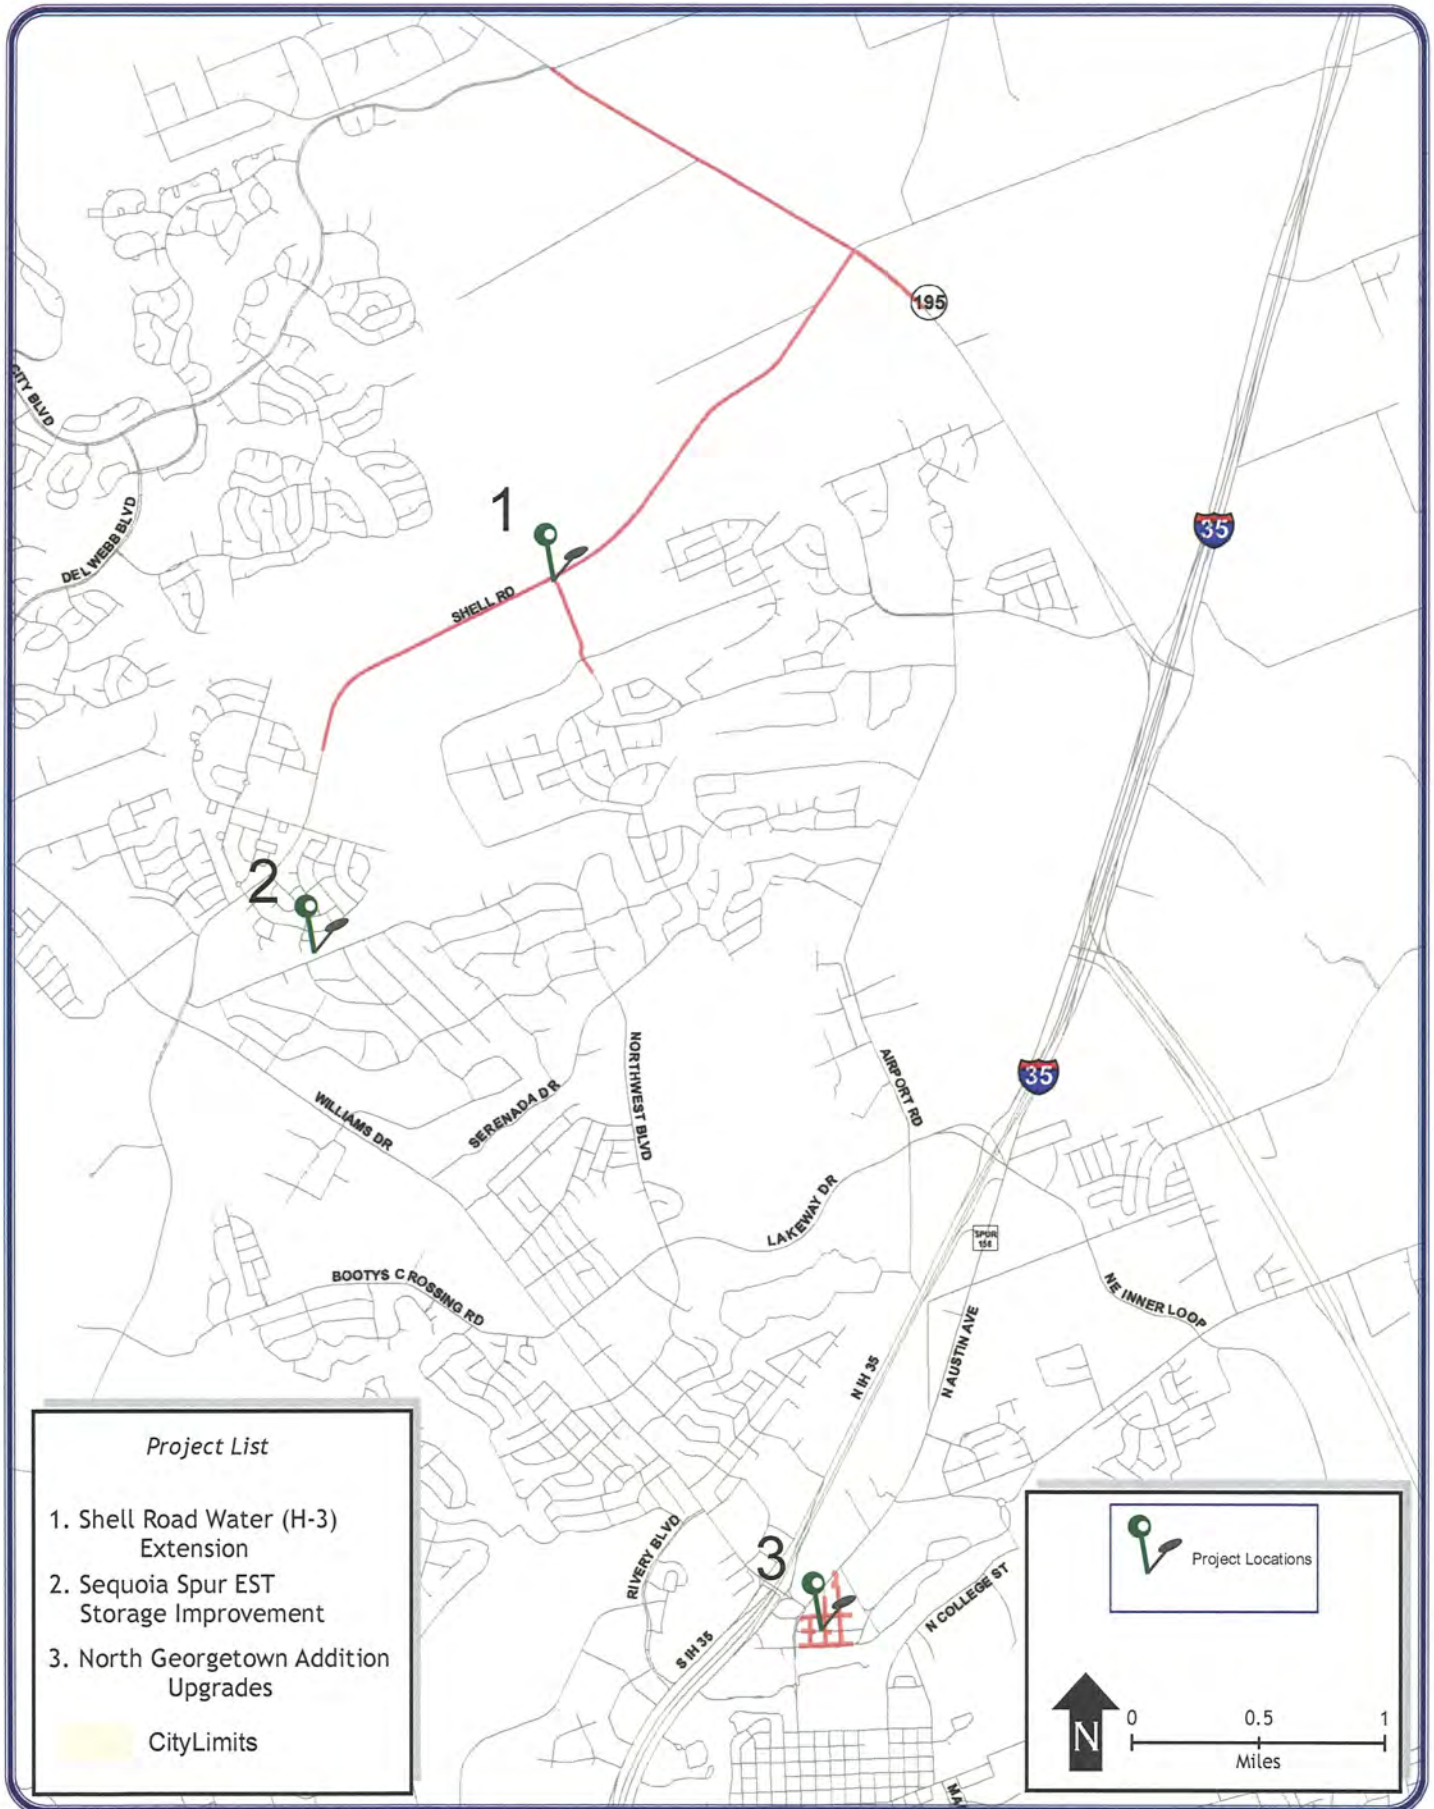 195
CITY BLVD
1
35
DEL WEBB BLVD
SHELL RD
2
35
NORTHWEST BLVD
AIRPORT RD
WILLIAMS DR
SERENADA DR
LAKEWAY DR
SPUR
158
BOOTYS CROSSING RD
NE INNER LOOP
N AUSTIN AVE
N IH 35
3
RIVERY BLVD
N COLLEGE ST
S IH 35
Project List
1. Shell Road Water (H-3)
Extension
2. Sequoia Spur EST
Storage Improvement
3. North Georgetown Addition
Upgrades
CityLimits
Project Locations
N
0 0.5 1
Miles